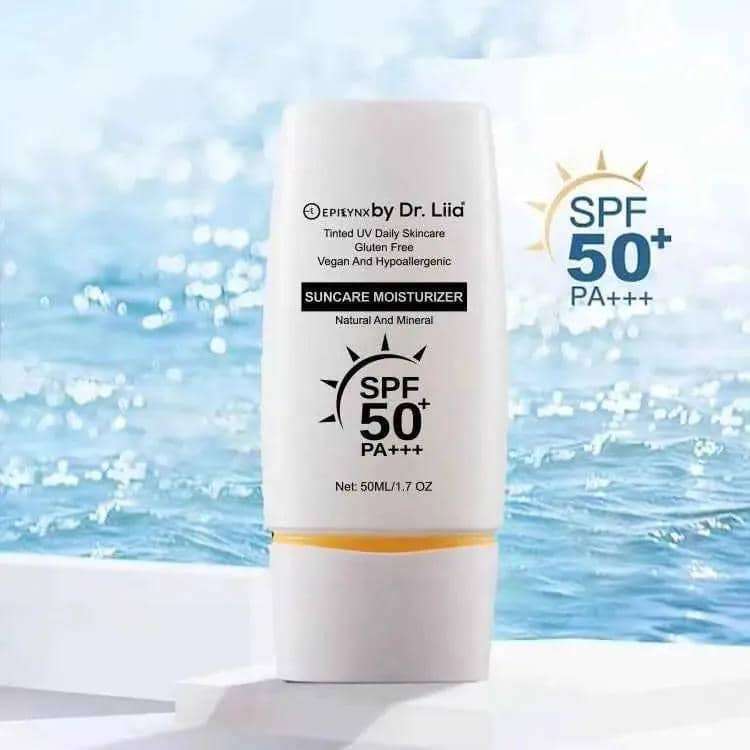 EPILYNX by Dr. Liia®
Tinted UV Daily Skincare
Gluten Free
Vegan And Hypoallergenic
SUNCARE MOISTURIZER
Natural And Mineral
SPF
50+
PA+++
Net: 50ML/1.7 OZ
SPF
50+
PA+++